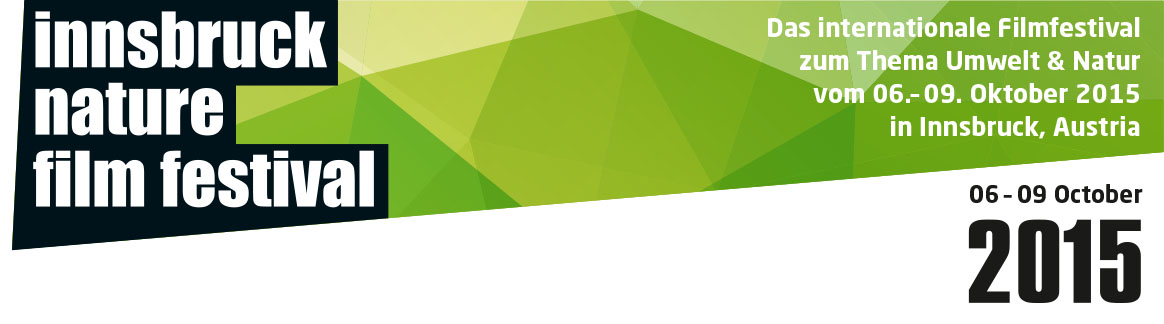 innsbruck
nature
film festival
Das internationale Filmfestival
zum Thema Umwelt & Natur
vom 06.–09. Oktober 2015
in Innsbruck, Austria
06–09 October
2015